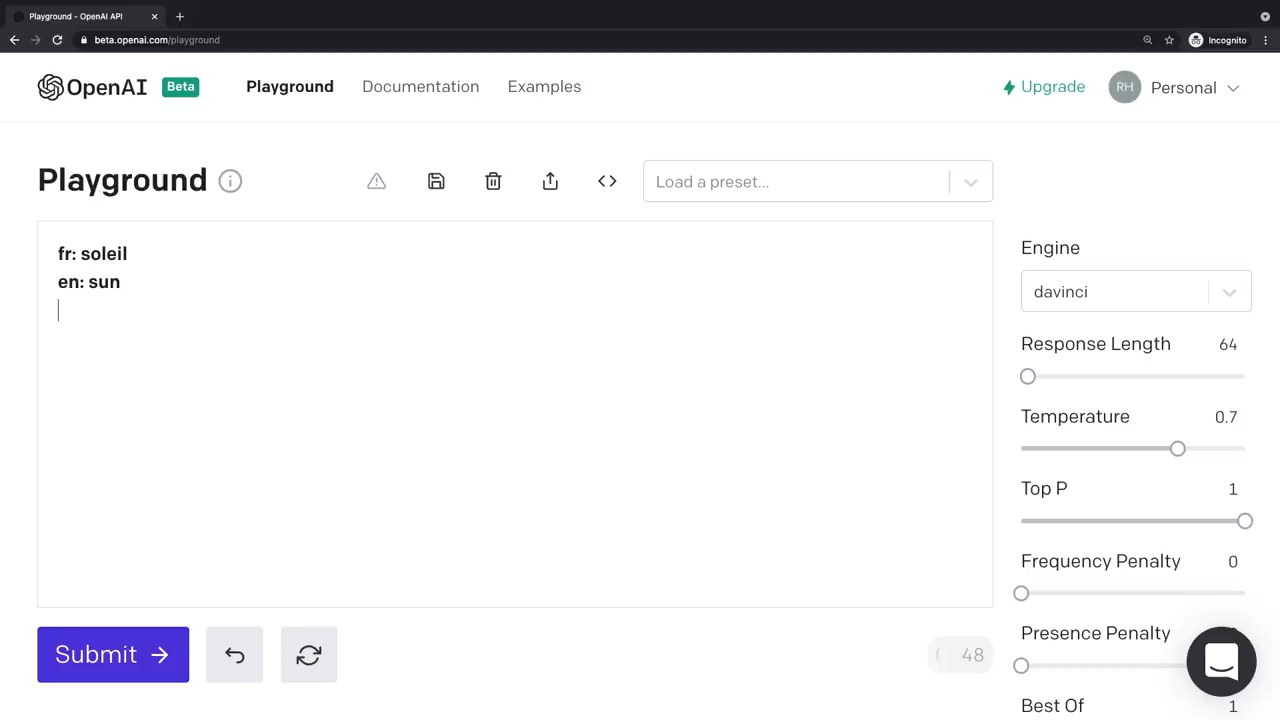 Playground - OpenAI API
beta.openai.com/playground
Incognito
OpenAI Beta Playground Documentation Examples Upgrade RH Personal
Playground
Load a preset...
fr: soleil
en: sun
Engine
davinci
Response Length 64
Temperature 0.7
Top P 1
Frequency Penalty 0
Presence Penalty
Best Of 1
Submit
48